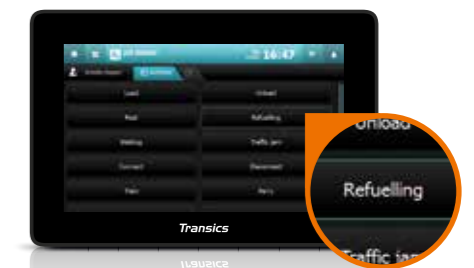 16:47
Load
Unload
Rest
Refuelling
Waiting
Traffic jam
Connect
Disconnect
Ferry
Unload
Refuelling
Traffic jam
Transics